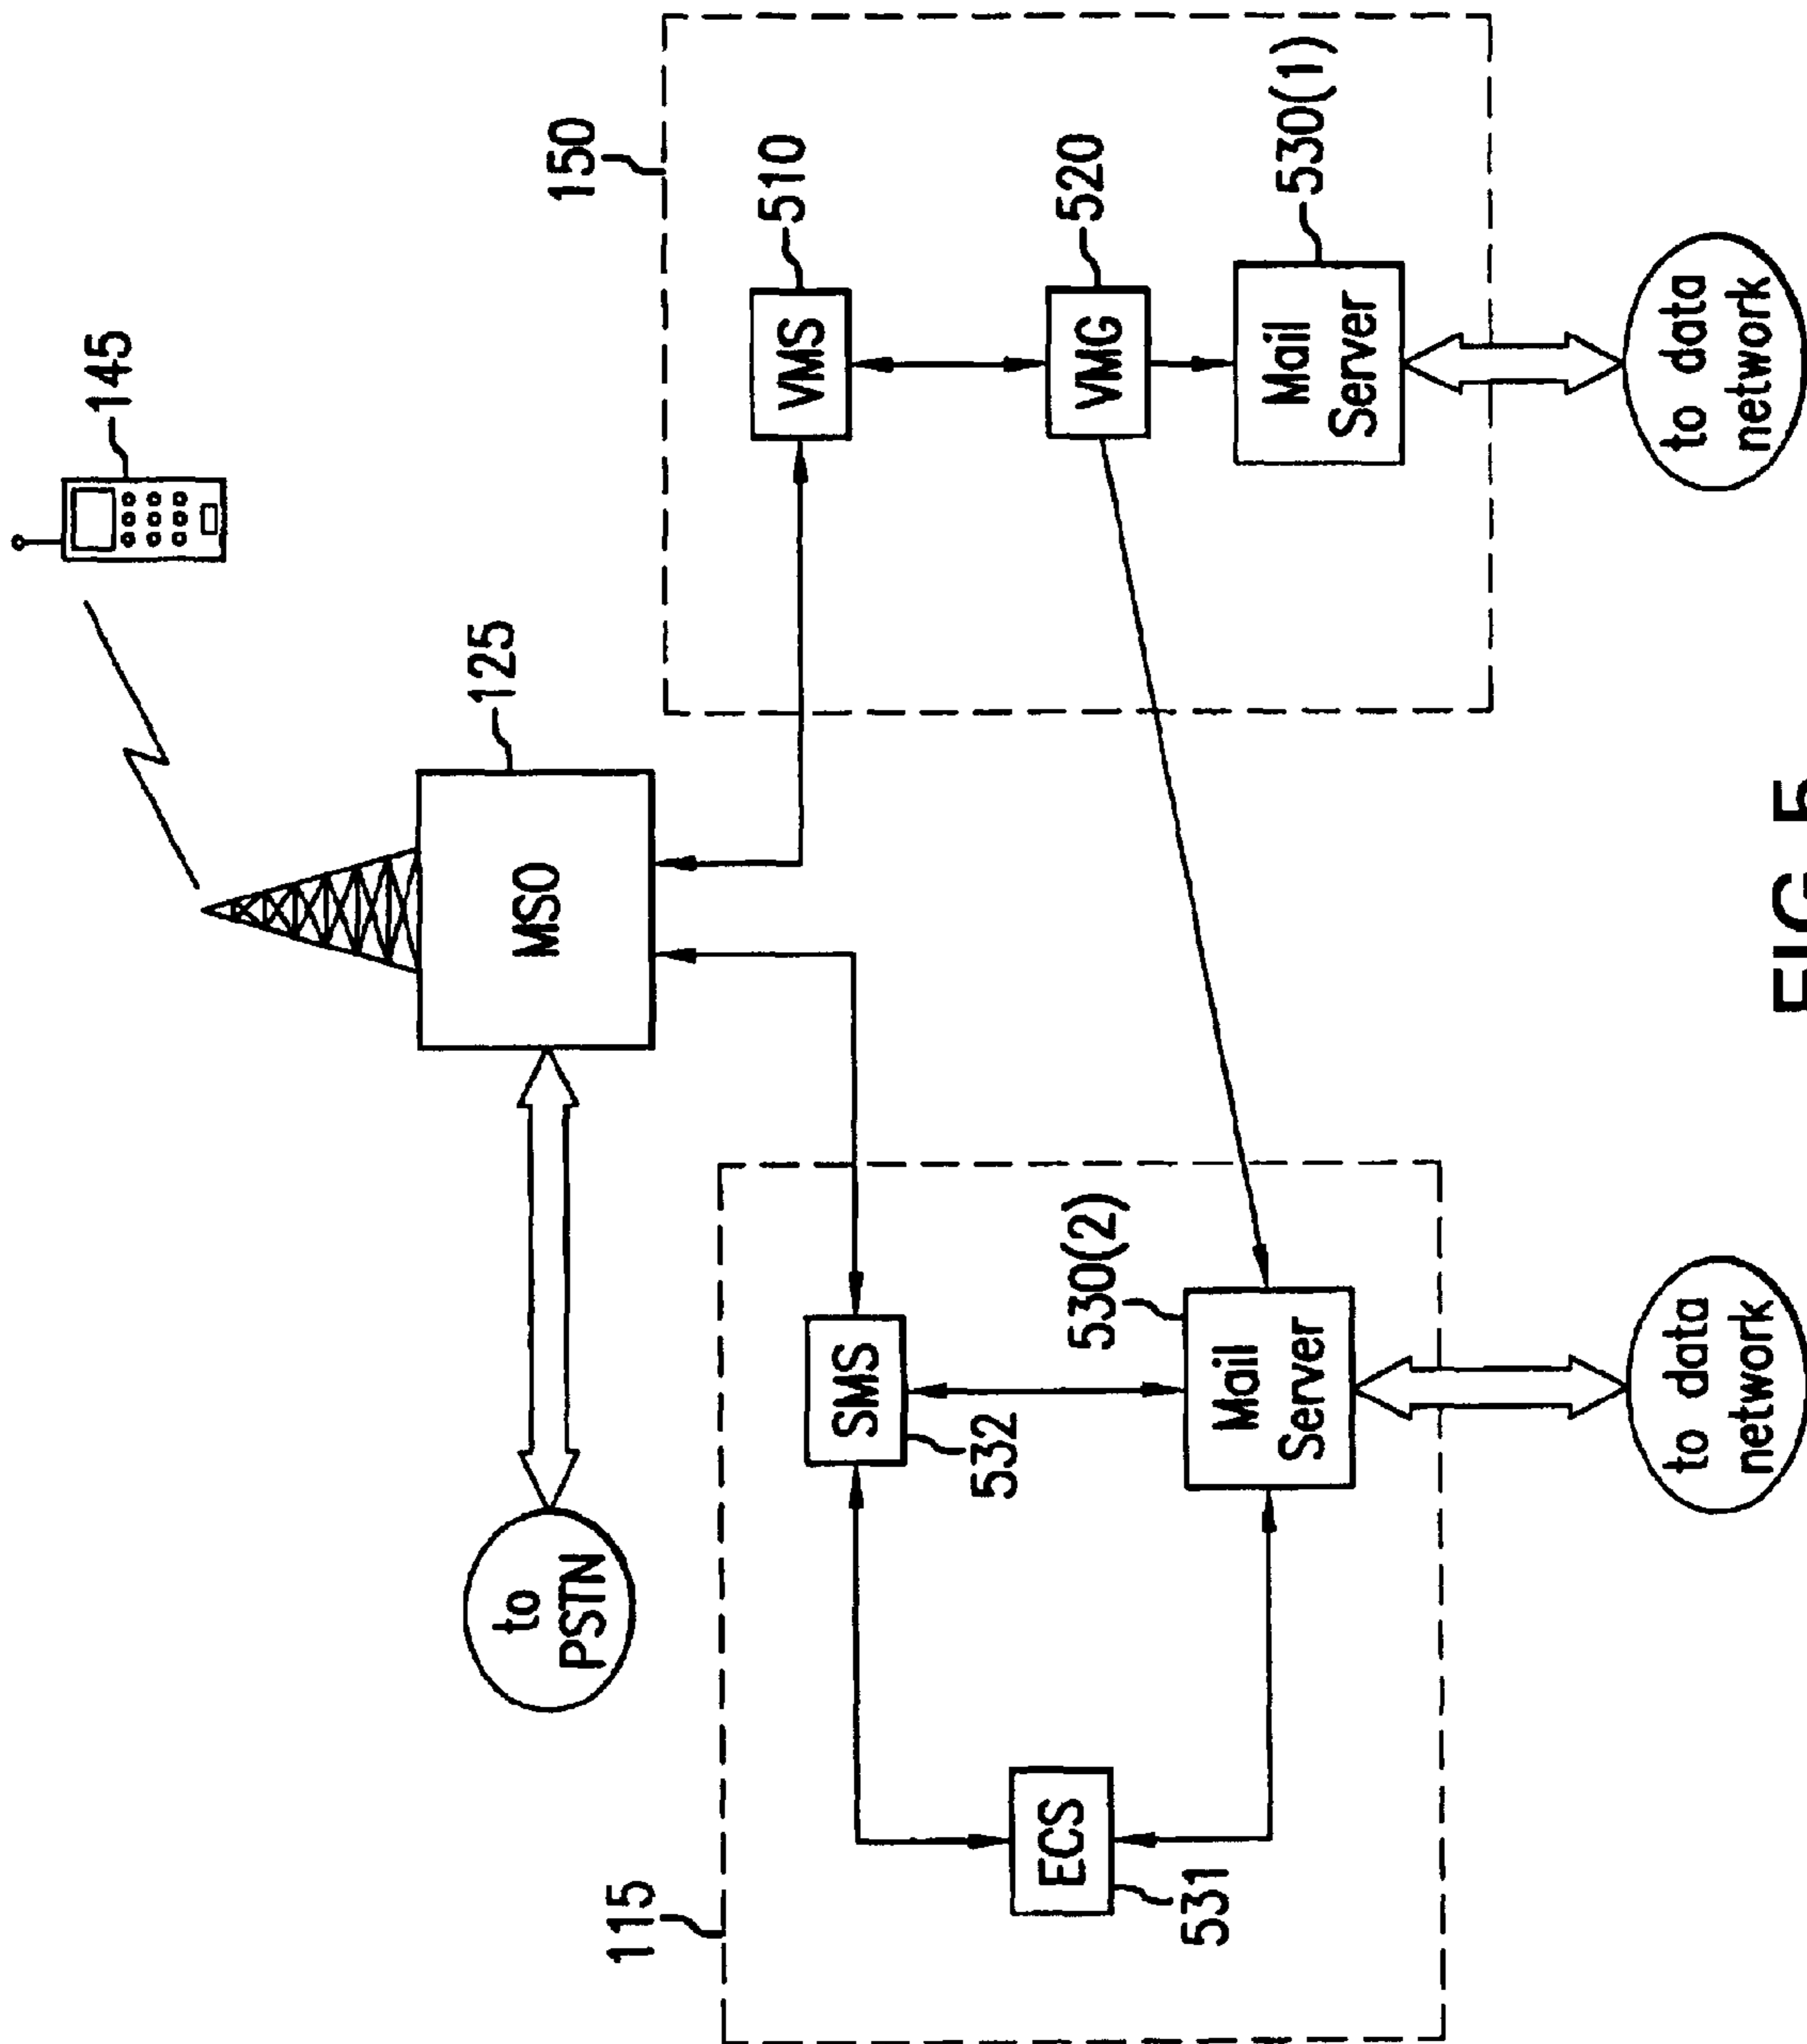 145
125
MSO
to
PSTN
150
VMS
510
VMG
520
Mail
Server
530(1)
to data
network
115
SMS
532
530(2)
Mail
Server
ECS
531
to data
network
FIG. 5